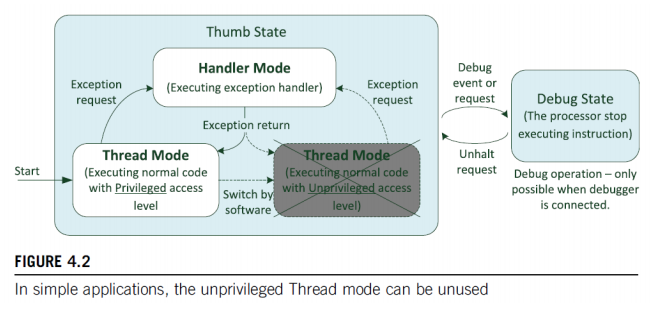 Thumb State
Handler Mode
(Executing exception handler)
Exception
request
Exception
request
Exception return
Start
Thread Mode
(Executing normal code
with Privileged access
level
Switch by
software
Thread Mode
(Executing normal code
with Unprivileged access
level)
Debug
event or
request
Unhalt
request
Debug State
(The processor stop
executing instruction)
Debug operation – only
possible when debugger
is connected.
FIGURE 4.2
In simple applications, the unprivileged Thread mode can be unused